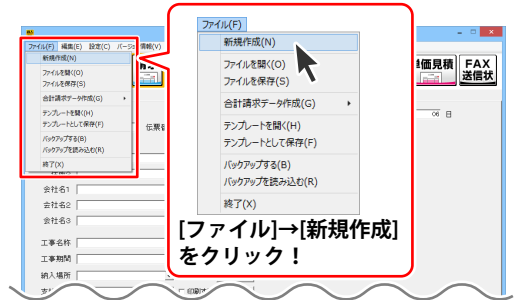 ファイル(F) 編集(E) 設定(C) バージョン情報(V)
新規作成(N)
ファイルを開く(O)
ファイルを保存(S)
合計請求データ作成(G)
テンプレートを開く(H)
テンプレートとして保存(F)
バックアップする(B)
バックアップを読み込む(R)
終了(X)
ファイル(F)
新規作成(N)
ファイルを開く(O)
ファイルを保存(S)
合計請求データ作成(G)
テンプレートを開く(H)
テンプレートとして保存(F)
バックアップする(B)
バックアップを読み込む(R)
終了(X)
[ファイル]→[新規作成]
をクリック！
価見積
FAX
送信状
06 日
伝票
会社名1
会社名2
会社名3
工事名称
工事期間
納入場所